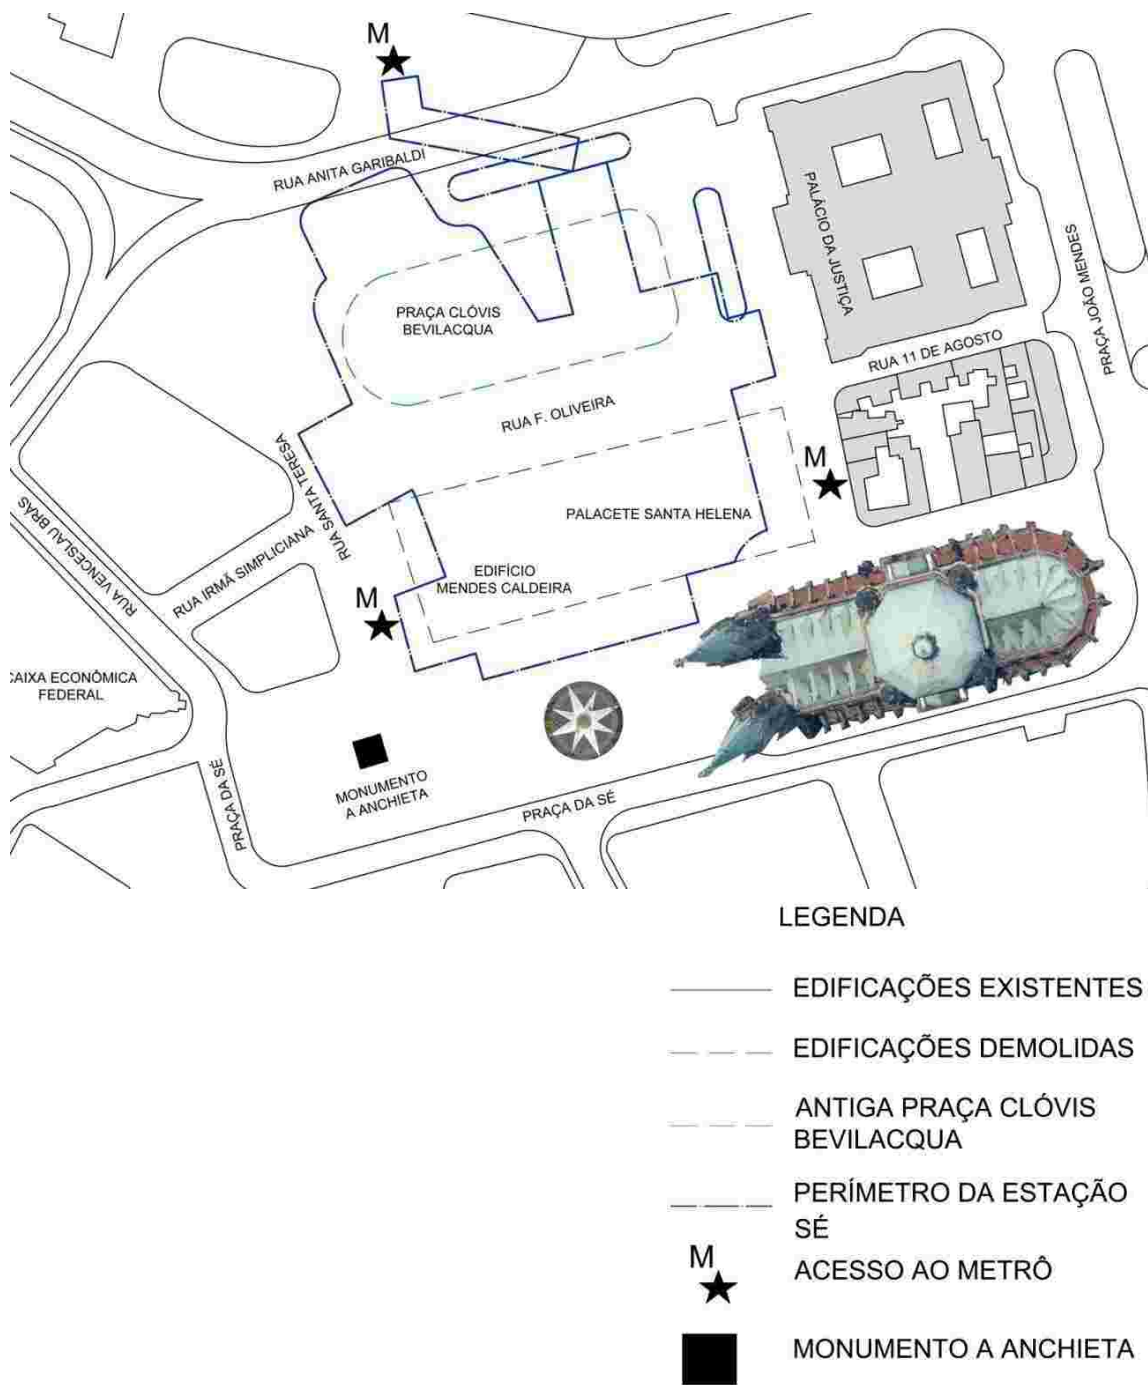 M
RUA ANITA GARIBALDI
PALÁCIO DA JUSTIÇA
PRAÇA JOÃO MENDES
PRAÇA CLÓVIS
BEVILACQUA
RUA 11 DE AGOSTO
RUA F. OLIVEIRA
RUA SANTA TERESA
M
PALACETE SANTA HELENA
RUA VENCESLAU BRÁS
RUA IRMÃ SIMPLICIANA
EDIFÍCIO
MENDES CALDEIRA
M
CAIXA ECONÔMICA
FEDERAL
PRAÇA DA SÉ
MONUMENTO
A ANCHIETA
PRAÇA DA SÉ
LEGENDA
EDIFICAÇÕES EXISTENTES
EDIFICAÇÕES DEMOLIDAS
ANTIGA PRAÇA CLÓVIS
BEVILACQUA
PERÍMETRO DA ESTAÇÃO
SÉ
M
ACESSO AO METRÔ
MONUMENTO A ANCHIETA